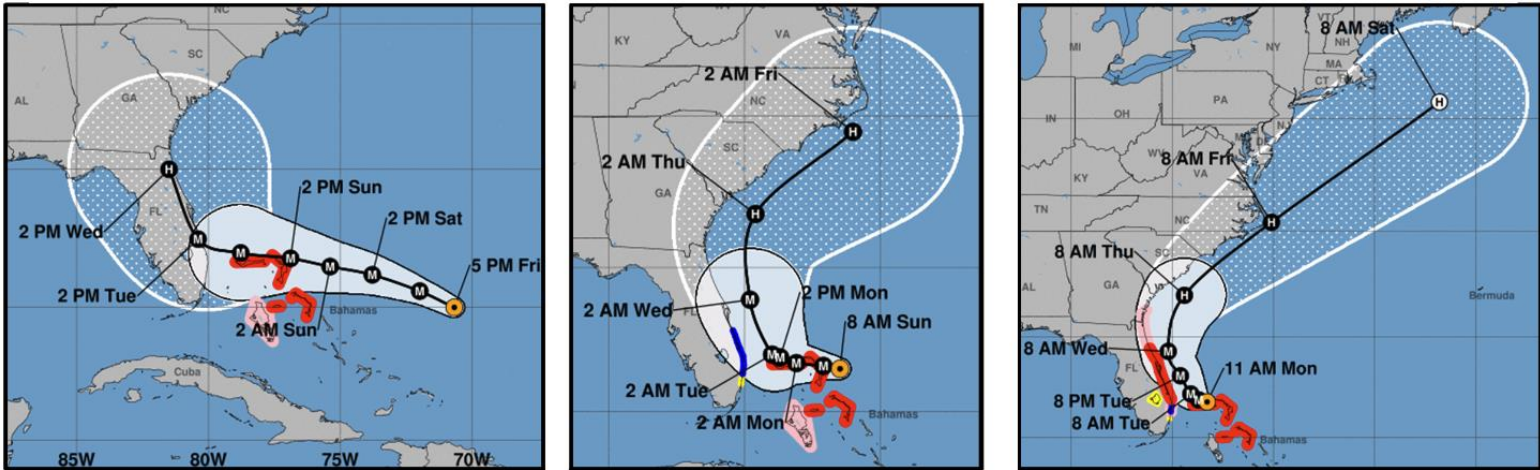 SC
AL
GA
FL
2 PM Sun
2 PM Sat
2 PM Wed
5 PM Fri
2 PM Tue
2 AM Sun
Bahamas
Cuba
85W
80W
75W
70W
H
M
M
M
M
M
M
KY
VA
2 AM Fri
NC
2 AM Thu
SC
GA
2 PM Mon
2 AM Wed
FL
8 AM Sun
2 AM Tue
2 AM Mon
Bahamas
H
H
M
M
M
M
M
8 AM Sat
VT
NH
MI
NY
MA
CT
PA
IN
OH
NJ
WV
8 AM Fri
KY
VA
TN
NC
8 AM Thu
SC
AL
GA
Bermuda
8 AM Wed
11 AM Mon
FL
8 PM Tue
8 AM Tue
Bahamas
H
H
H
M
M
M
M